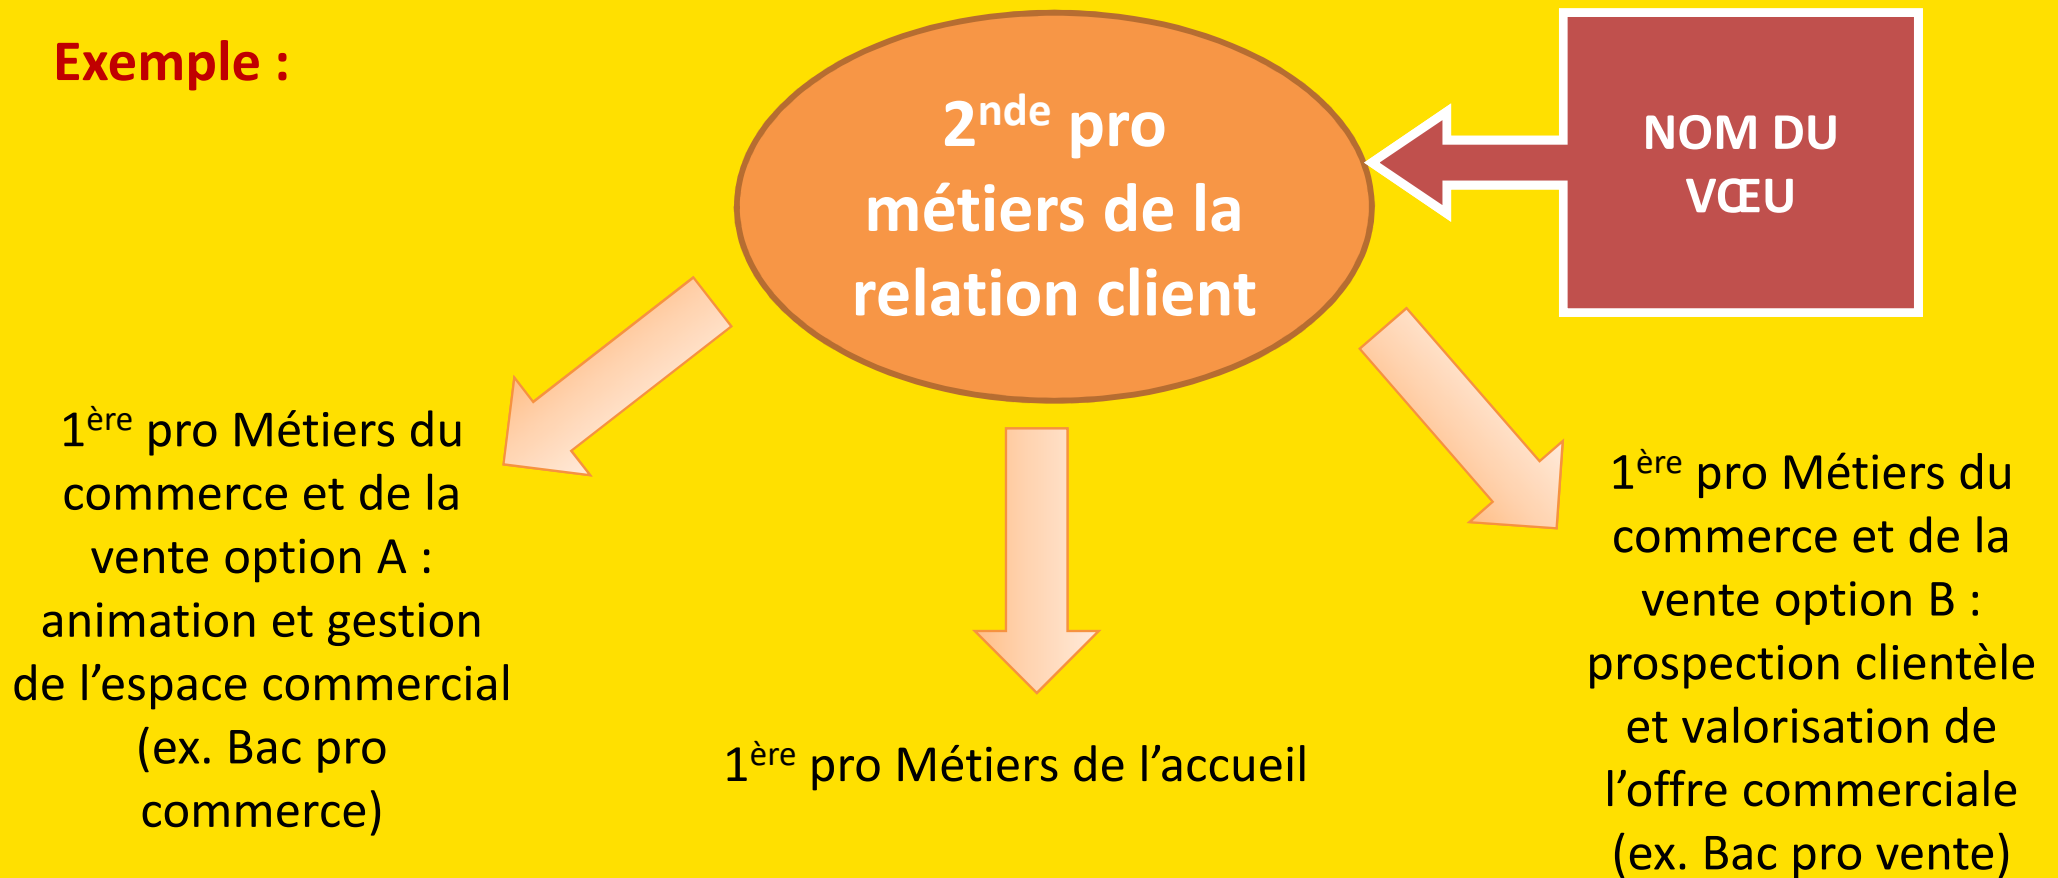 Exemple :
2nde pro
métiers de la
relation client
NOM DU
VŒU
1ère pro Métiers du
commerce et de la
vente option A :
animation et gestion
de l’espace commercial
(ex. Bac pro
commerce)
1ère pro Métiers de l’accueil
1ère pro Métiers du
commerce et de la
vente option B :
prospection clientèle
et valorisation de
l’offre commerciale
(ex. Bac pro vente)